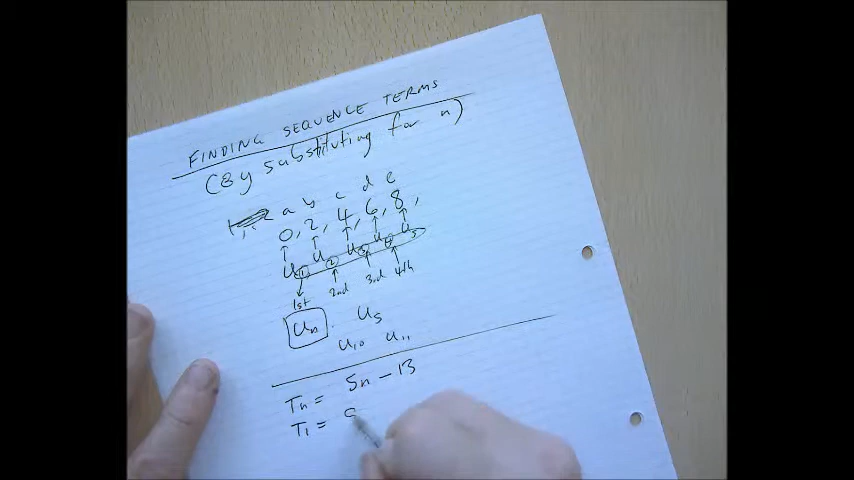 FINDING SEQUENCE TERMS
(By substituting for n)
a b c d e
0, 2, 4, 6, 8,
U1 U2 U3 U4 U5
1st 2nd 3rd 4th
Un U5
U10 U11
Tn = 5n - 13
T1 =